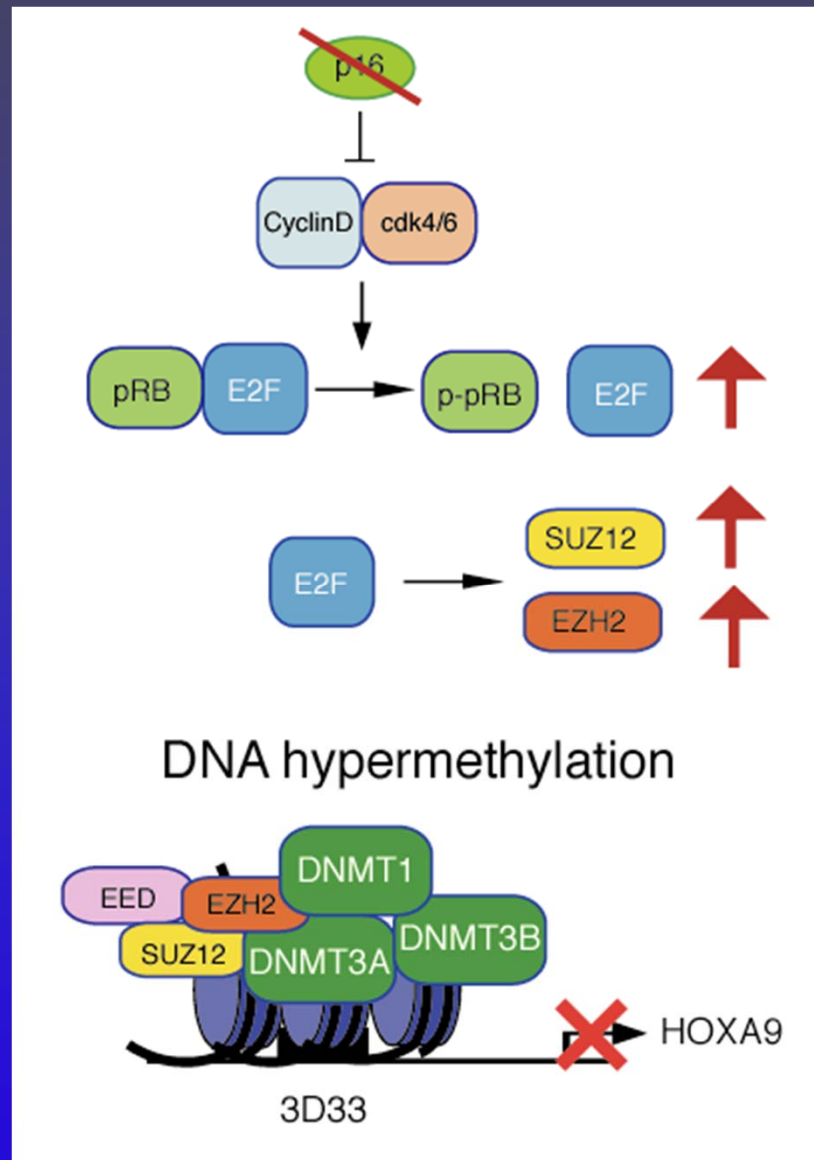 p16
CyclinD cdk4/6
pRB E2F p-pRB E2F
SUZ12
E2F
EZH2
DNA hypermethylation
DNMT1
EED EZH2
DNMT3B
SUZ12 DNMT3A
HOXA9
3D33